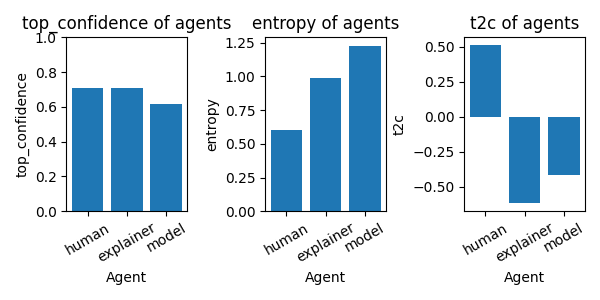 top_confidence of agents
top_confidence
1.0
0.8
0.6
0.4
0.2
0.0
human
explainer
model
Agent
entropy of agents
entropy
1.25
1.00
0.75
0.50
0.25
0.00
human
explainer
model
Agent
t2c of agents
t2c
0.50
0.25
0.00
−0.25
−0.50
human
explainer
model
Agent